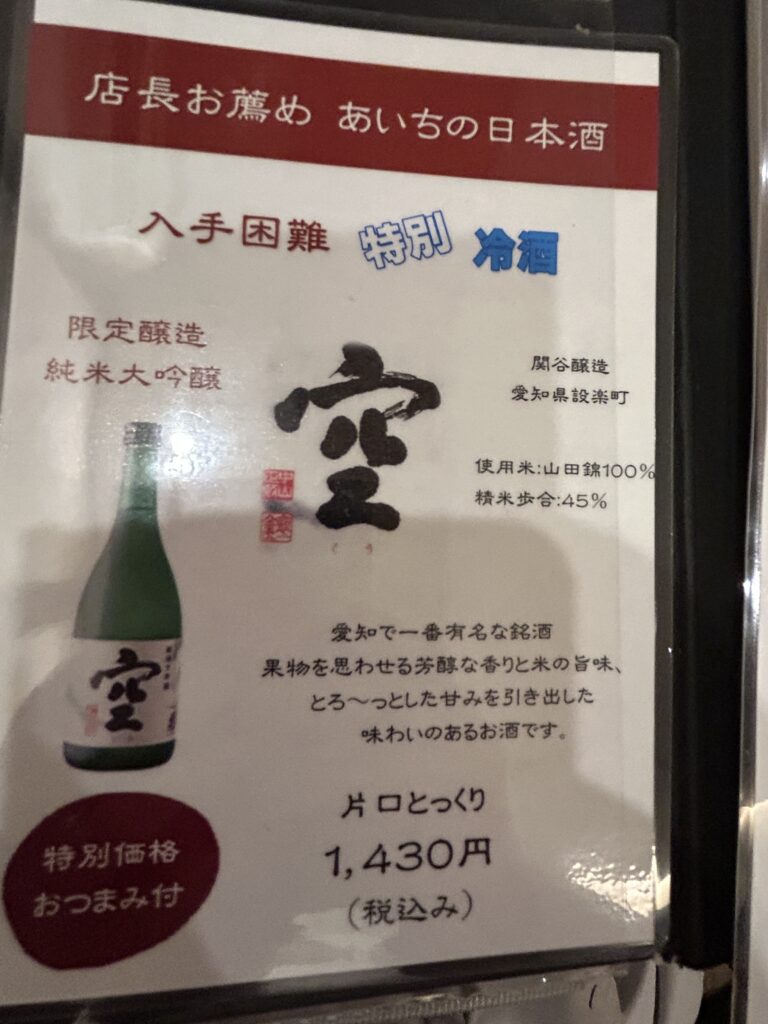 店長お薦め あいちの日本酒
入手困難 特別 冷酒
限定醸造
純米大吟醸
空
くう
関谷醸造
愛知県設楽町
使用米:山田錦100%
精米歩合:45%
空
愛知で一番有名な銘酒
果物を思わせる芳醇な香りと米の旨味、
とろ〜っとした甘みを引き出した
味わいのあるお酒です。
片口とっくり
1,430円
(税込み)
特別価格
おつまみ付